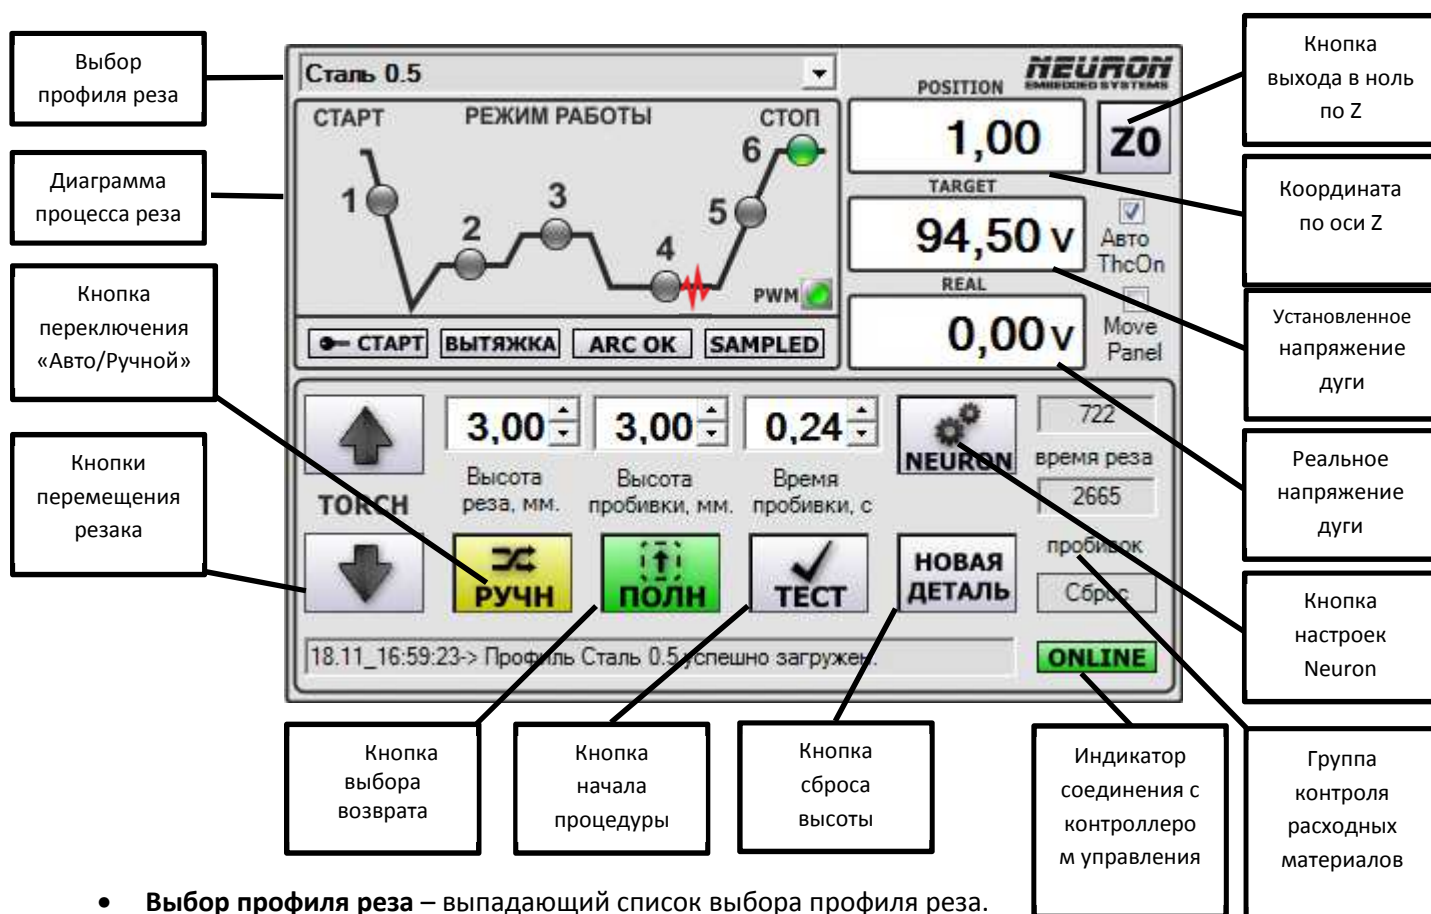 Выбор
профиля реза
Диаграмма
процесса реза
Кнопка
переключения
«Авто/Ручной»
Кнопки
перемещения
резака
Сталь 0.5
СТАРТ
РЕЖИМ РАБОТЫ
СТОП
1
2
3
4
5
6
PWM
СТАРТ
ВЫТЯЖКА
ARC OK
SAMPLED
NEURON
EMBEDDED SYSTEMS
POSITION
1,00
Z0
TARGET
94,50 V
Авто
ThcOn
REAL
0,00 V
Move
Panel
TORCH
3,00
Высота
реза, мм.
3,00
Высота
пробивки, мм.
0,24
Время
пробивки, с
NEURON
722
время реза
2665
пробивок
Сброс
РУЧН
ПОЛН
ТЕСТ
НОВАЯ
ДЕТАЛЬ
18.11_16:59:23-> Профиль Сталь 0.5 успешно загружен.
ONLINE
Кнопка
выхода в ноль
по Z
Координата
по оси Z
Установленное
напряжение
дуги
Реальное
напряжение
дуги
Кнопка
настроек
Neuron
Кнопка
выбора
возврата
Кнопка
начала
процедуры
Кнопка
сброса
высоты
Индикатор
соединения с
контроллеро
м управления
Группа
контроля
расходных
материалов
• Выбор профиля реза – выпадающий список выбора профиля реза.